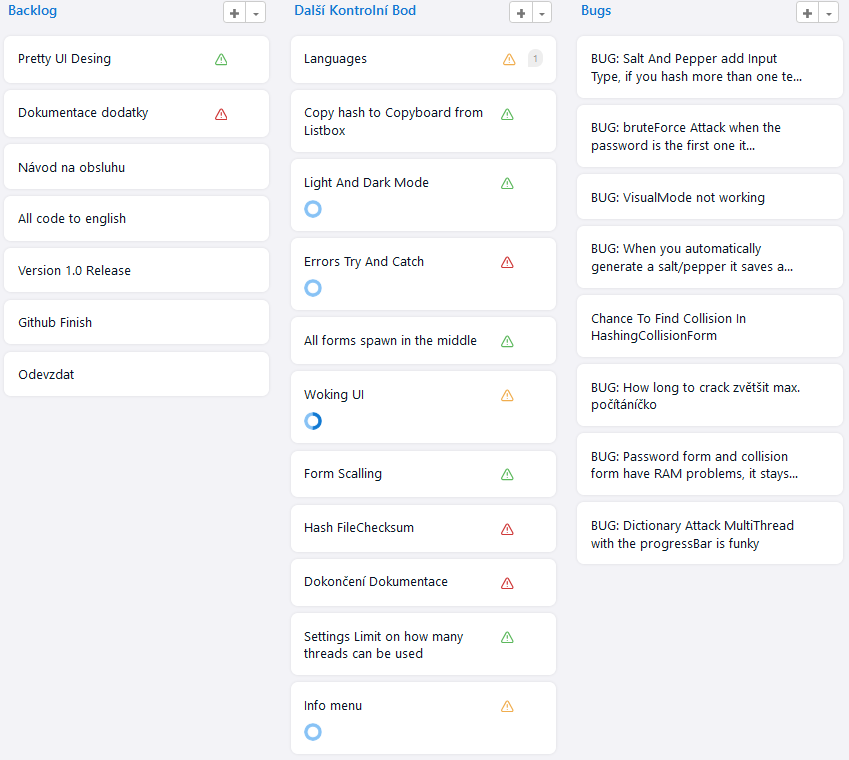 Backlog
Pretty UI Desing
Dokumentace dodatky
Návod na obsluhu
All code to english
Version 1.0 Release
Github Finish
Odevzdat
Další Kontrolní Bod
Languages
1
Copy hash to Copyboard from
Listbox
Light And Dark Mode
Errors Try And Catch
All forms spawn in the middle
Woking UI
Form Scalling
Hash FileChecksum
Dokončení Dokumentace
Settings Limit on how many
threads can be used
Info menu
Bugs
BUG: Salt And Pepper add Input
Type, if you hash more than one te...
BUG: bruteForce Attack when the
password is the first one it...
BUG: VisualMode not working
BUG: When you automatically
generate a salt/pepper it saves a...
Chance To Find Collision In
HashingCollisionForm
BUG: How long to crack zvětšit max.
počítáníčko
BUG: Password form and collision
form have RAM problems, it stays...
BUG: Dictionary Attack MultiThread
with the progressBar is funky